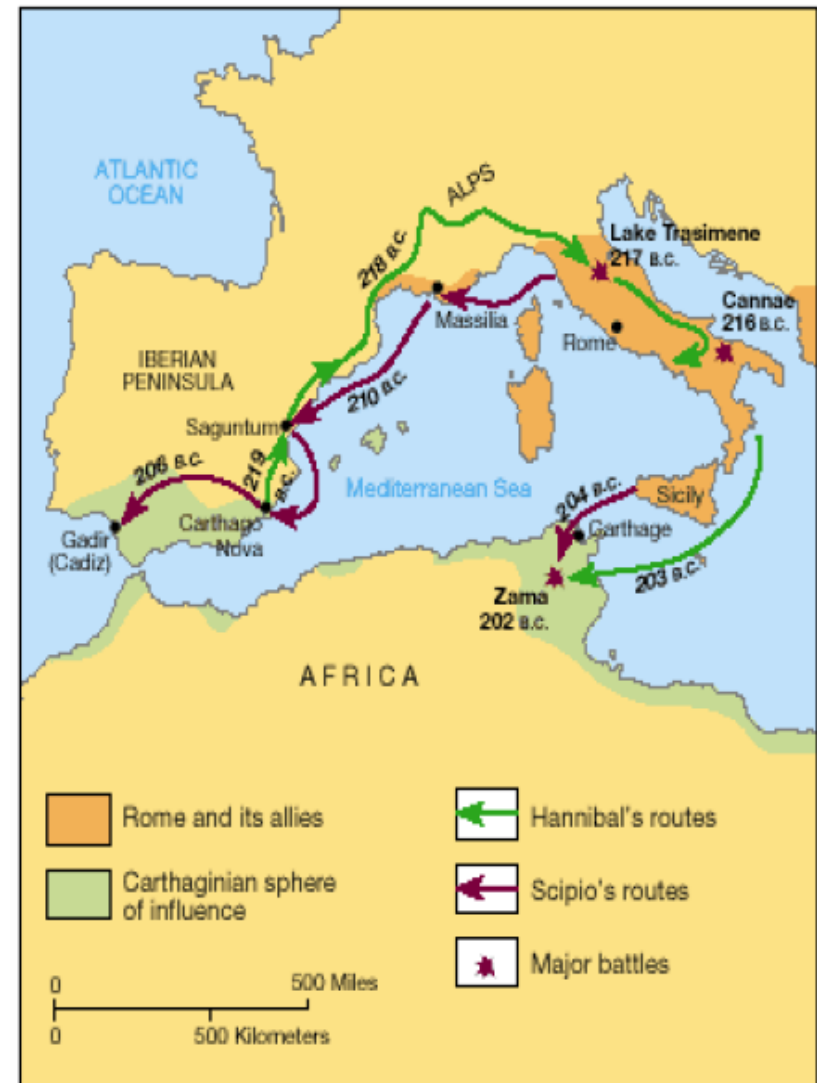 ATLANTIC
OCEAN
ALPS
218 B.C.
Lake Trasimene
217 B.C.
Cannae
216 B.C.
Massilia
Rome
IBERIAN
PENINSULA
210 B.C.
Saguntum
219
B.C.
206 B.C.
Mediterranean Sea
204 B.C.
Sicily
Carthago
Nova
Carthage
Gadir
(Cadiz)
203 B.C.
Zama
202 B.C.
AFRICA
Rome and its allies
Hannibal's routes
Carthaginian sphere
of influence
Scipio's routes
Major battles
0 500 Miles
0 500 Kilometers